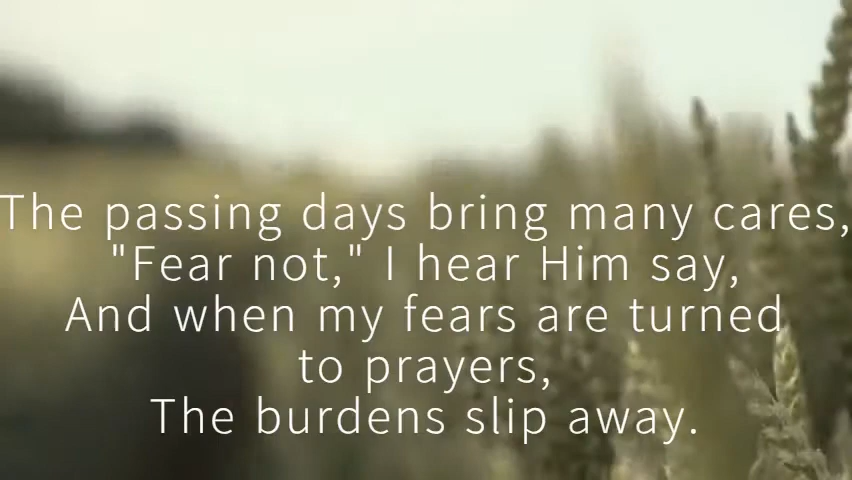 The passing days bring many cares,
"Fear not," I hear Him say,
And when my fears are turned
to prayers,
The burdens slip away.